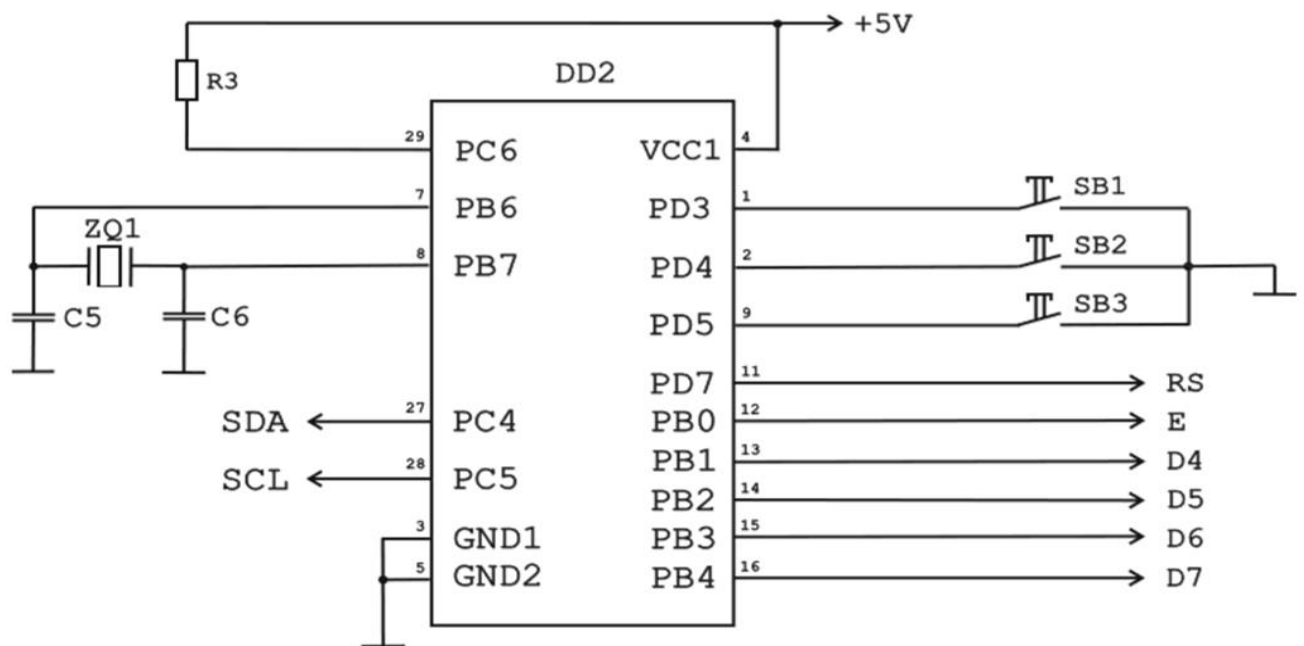 +5V
DD2
R3
29 PC6 VCC1 4
7 PB6 PD3 1 SB1
ZQ1
8 PB7 PD4 2 SB2
C5 C6 PD5 9 SB3
PD7 11 RS
SDA 27 PC4 PB0 12 E
PB1 13 D4
SCL 28 PC5 PB2 14 D5
3 GND1 PB3 15 D6
5 GND2 PB4 16 D7